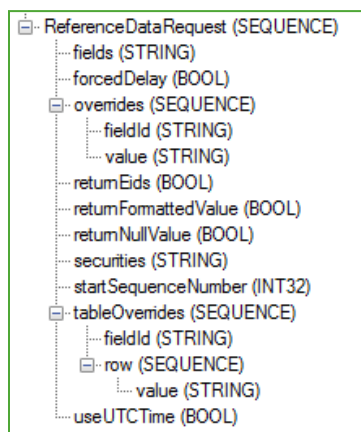 ReferenceDataRequest (SEQUENCE)
fields (STRING)
forcedDelay (BOOL)
overrides (SEQUENCE)
fieldId (STRING)
value (STRING)
returnEids (BOOL)
returnFormattedValue (BOOL)
returnNullValue (BOOL)
securities (STRING)
startSequenceNumber (INT32)
tableOverrides (SEQUENCE)
fieldId (STRING)
row (SEQUENCE)
value (STRING)
useUTCTime (BOOL)